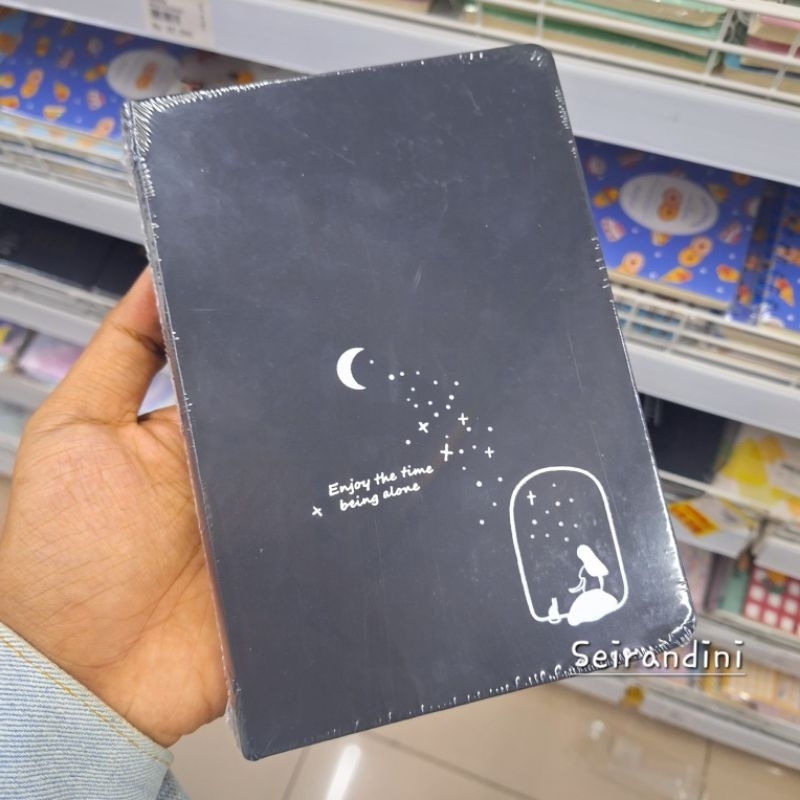 Enjoy the time
being alone
Seirandini